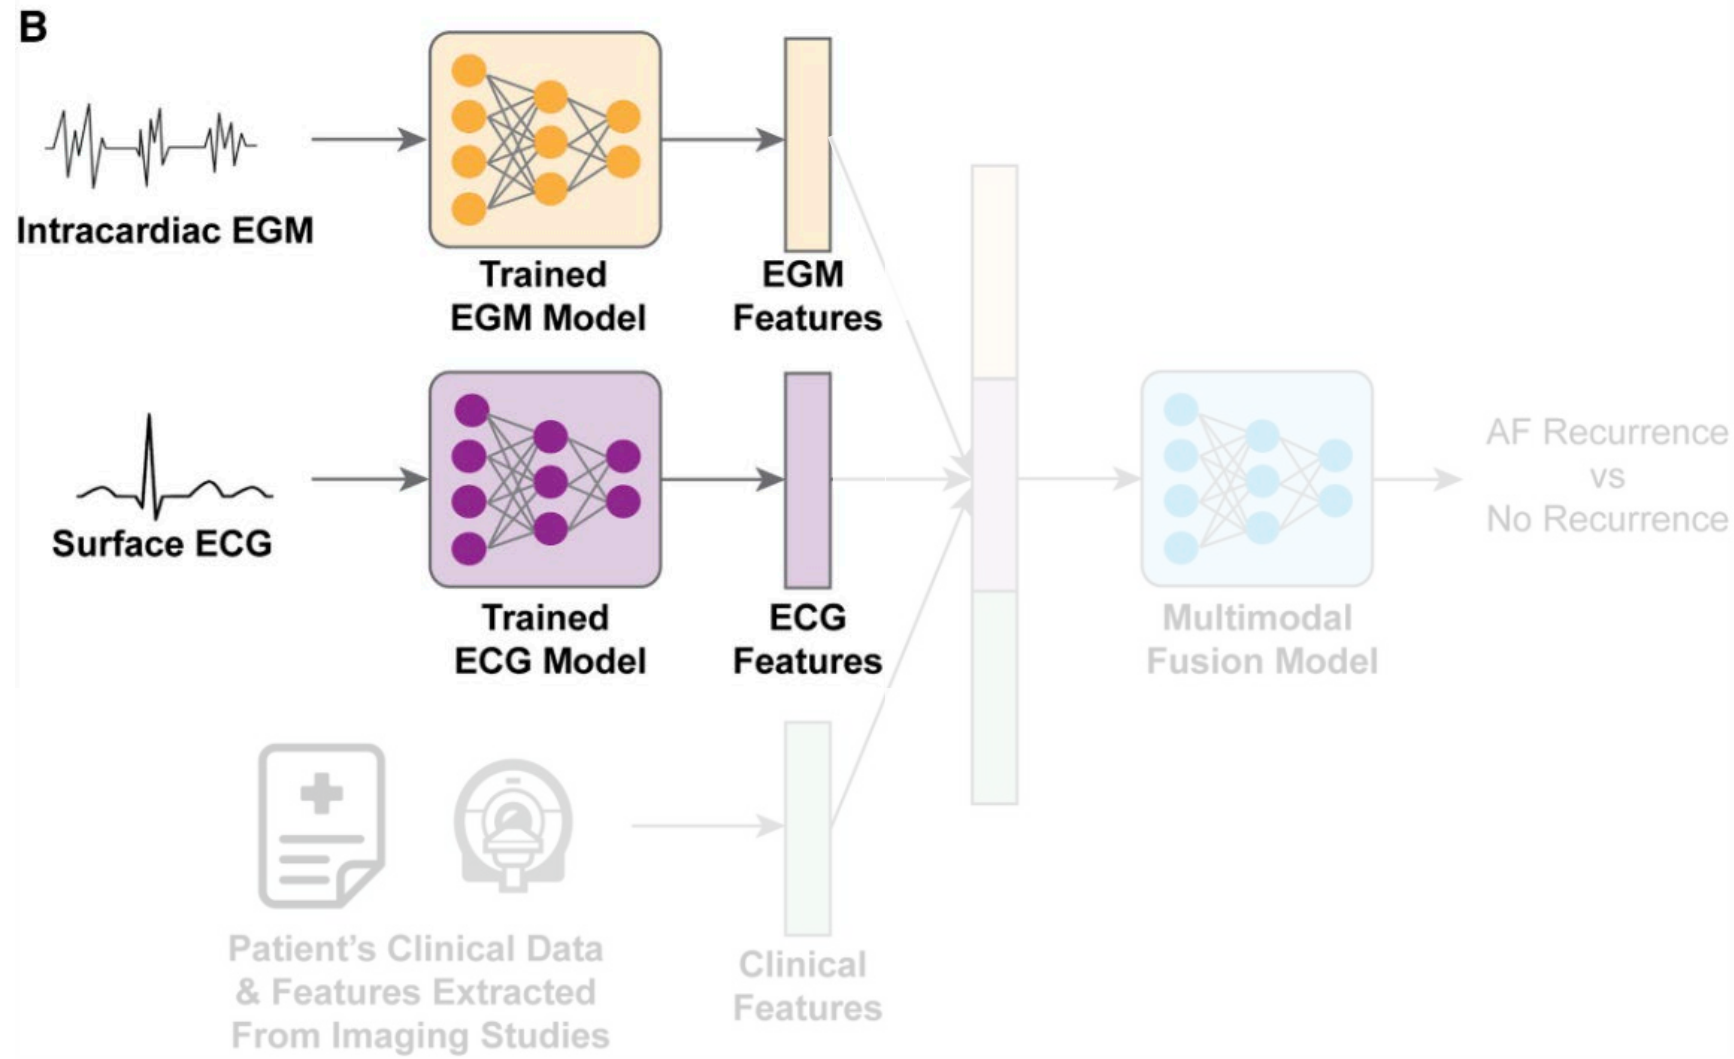 B
Intracardiac EGM
Trained
EGM Model
EGM
Features
Surface ECG
Trained
ECG Model
ECG
Features
Patient’s Clinical Data
& Features Extracted
From Imaging Studies
Clinical
Features
Multimodal
Fusion Model
AF Recurrence
vs
No Recurrence